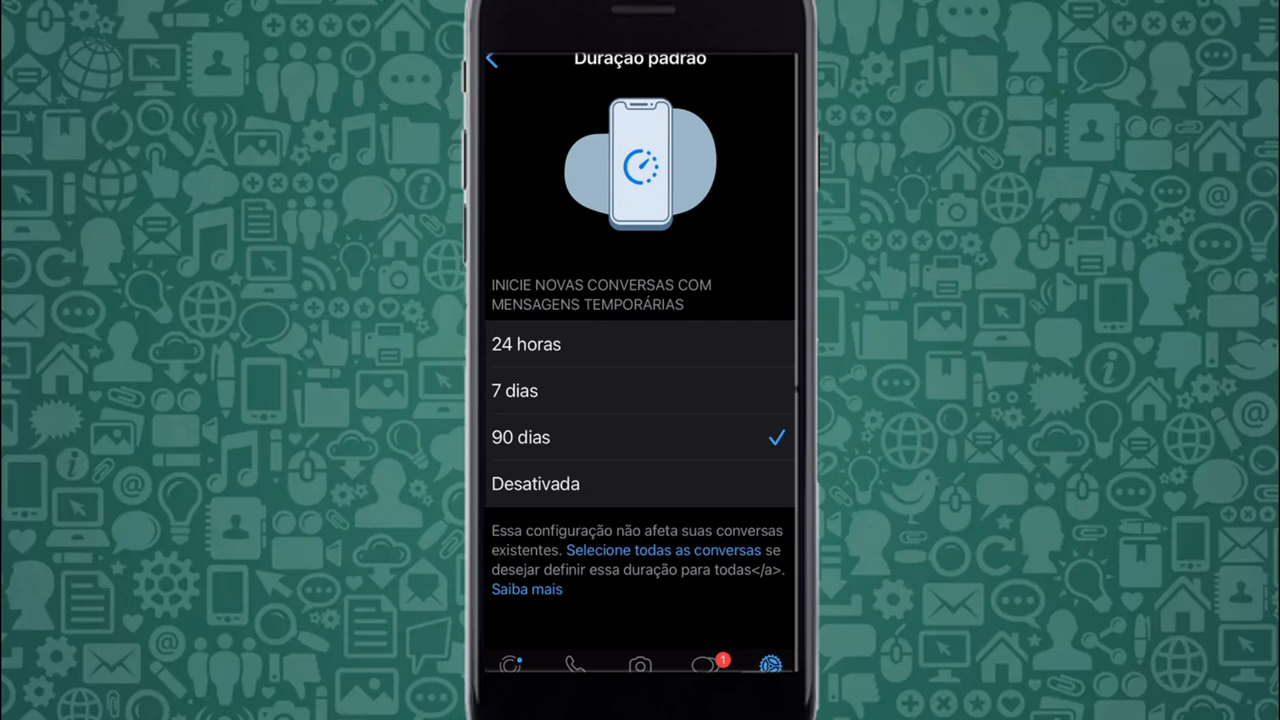 Duração padrão
INICIE NOVAS CONVERSAS COM
MENSAGENS TEMPORÁRIAS
24 horas
7 dias
90 dias
Desativada
Essa configuração não afeta suas conversas
existentes. Selecione todas as conversas se
desejar definir essa duração para todas</a>.
Saiba mais
1